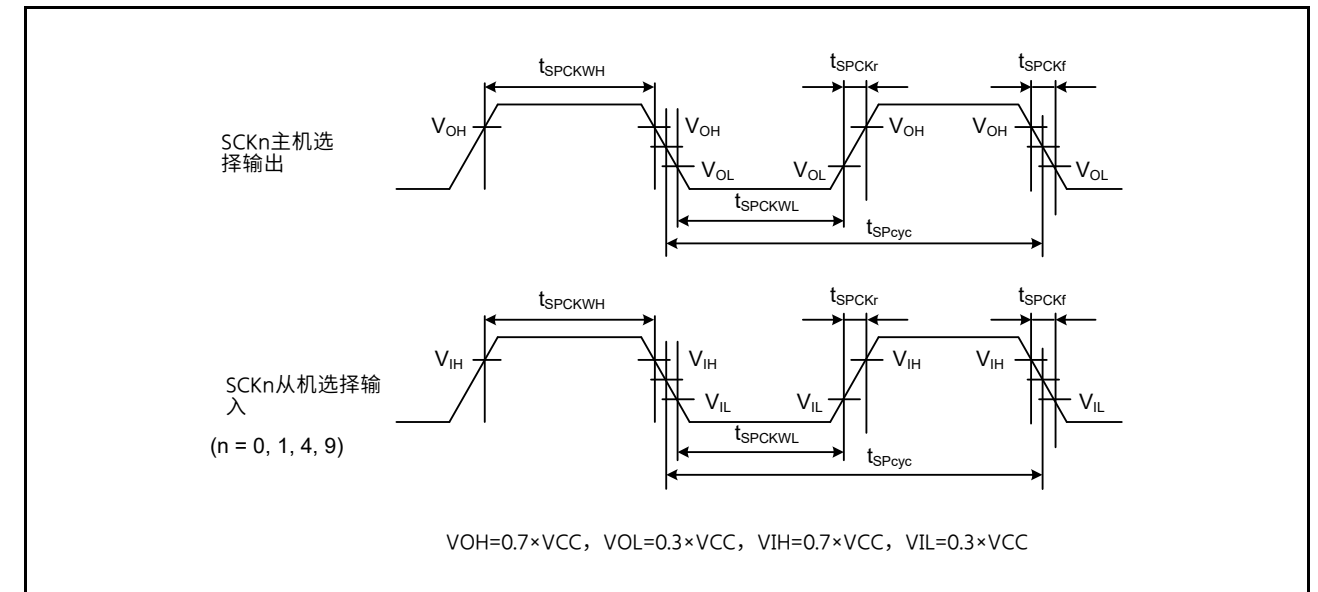 tSPCKWH
tSPCKr
tSPCKf
VOH
VOH
VOH
VOH
SCKn主机选
择输出
VOL
VOL
VOL
tSPCKWL
tSPcyc
tSPCKWH
tSPCKr
tSPCKf
VIH
VIH
VIH
VIH
SCKn从机选择输
入
VIL
VIL
VIL
(n = 0, 1, 4, 9)
tSPCKWL
tSPcyc
VOH=0.7×VCC，VOL=0.3×VCC，VIH=0.7×VCC，VIL=0.3×VCC